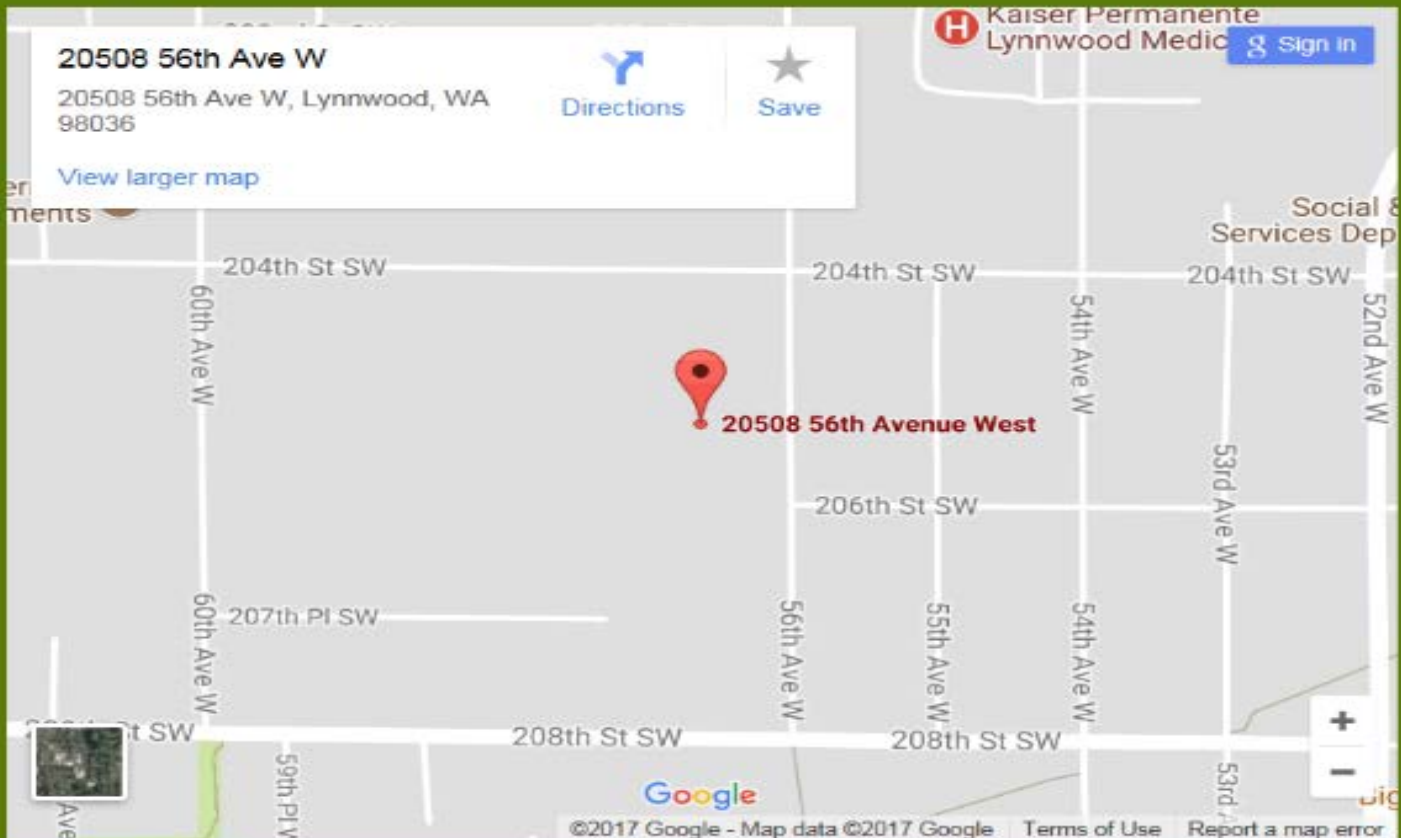 Kaiser Permanente
Lynnwood Medic
g Sign in
20508 56th Ave W
20508 56th Ave W, Lynnwood, WA
98036
Directions
Save
View larger map
ments
Social &
Services Dep
204th St SW
204th St SW
204th St SW
60th Ave W
54th Ave W
52nd Ave W
20508 56th Avenue West
53rd Ave W
206th St SW
60th Ave W
207th Pl SW
56th Ave W
55th Ave W
54th Ave W
St SW
208th St SW
208th St SW
59th Pl
53rd
Ave
Google
©2017 Google - Map data ©2017 Google
Terms of Use
Report a map error